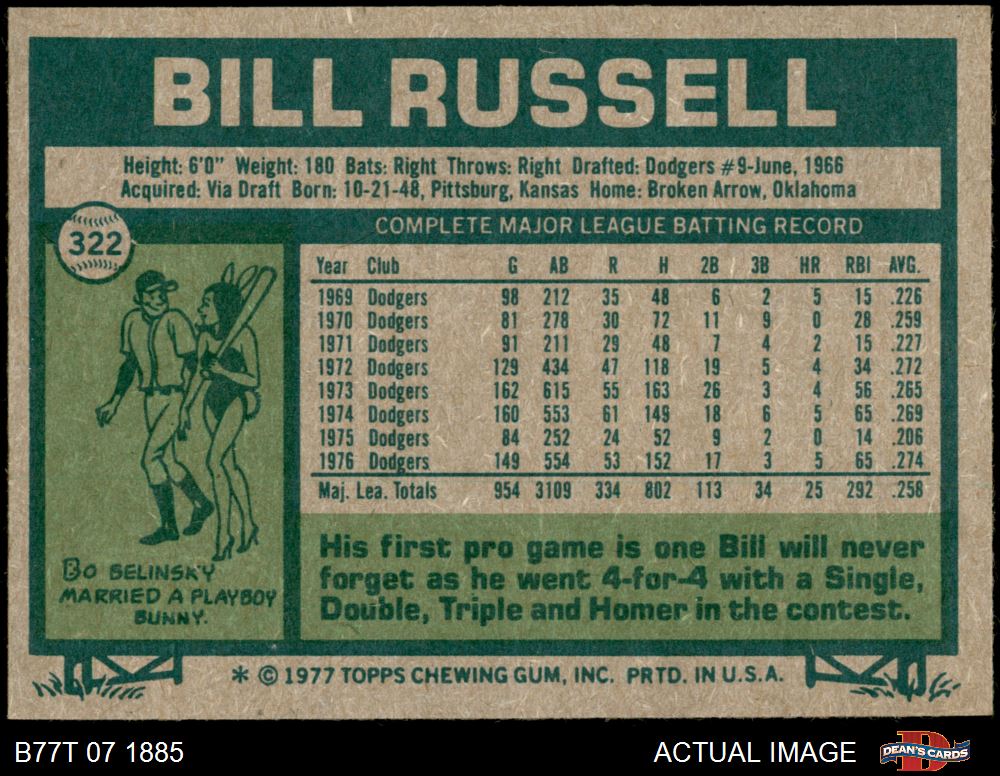 BILL RUSSELL
Height: 6'0" Weight: 180 Bats: Right Throws: Right Drafted: Dodgers #9-June, 1966
Acquired: Via Draft Born: 10-21-48, Pittsburg, Kansas Home: Broken Arrow, Oklahoma
322
COMPLETE MAJOR LEAGUE BATTING RECORD
Year Club G AB R H 2B 3B HR RBI AVG.
1969 Dodgers 98 212 35 48 6 2 5 15 .226
1970 Dodgers 81 278 30 72 11 9 0 28 .259
1971 Dodgers 91 211 29 48 7 4 2 15 .227
1972 Dodgers 129 434 47 118 19 5 4 34 .272
1973 Dodgers 162 615 55 163 26 3 4 56 .265
1974 Dodgers 160 553 61 149 18 6 5 65 .269
1975 Dodgers 84 252 24 52 9 2 0 14 .206
1976 Dodgers 149 554 53 152 17 3 5 65 .274
Maj. Lea. Totals 954 3109 334 802 113 34 25 292 .258
BO BELINSKY
MARRIED A PLAYBOY
BUNNY.
His first pro game is one Bill will never
forget as he went 4-for-4 with a Single,
Double, Triple and Homer in the contest.
* © 1977 TOPPS CHEWING GUM, INC. PRTD. IN U.S.A.
B77T 07 1885
ACTUAL IMAGE
DEAN'S CARDS